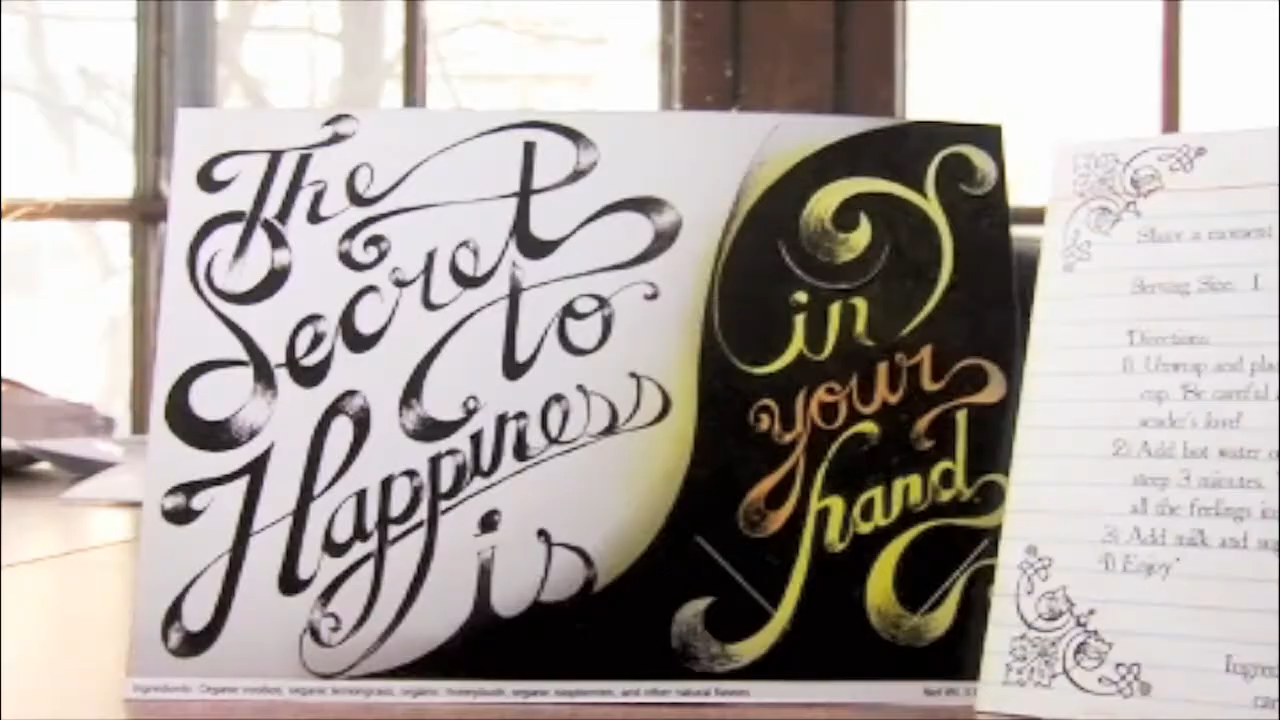 The
Secret
to
Happiness
is
in
your
hand
Ingredients: Organic rooibos, organic lemongrass, organic honeybush, organic raspberries, and other natural flavors
Net Wt.
Share a moment
Serving Size: 1
Directions
1) Unwrap and
cup. Be careful
2) Add hot water
steep 3 minutes.
all the feelings
3) Add milk and
4) Enjoy